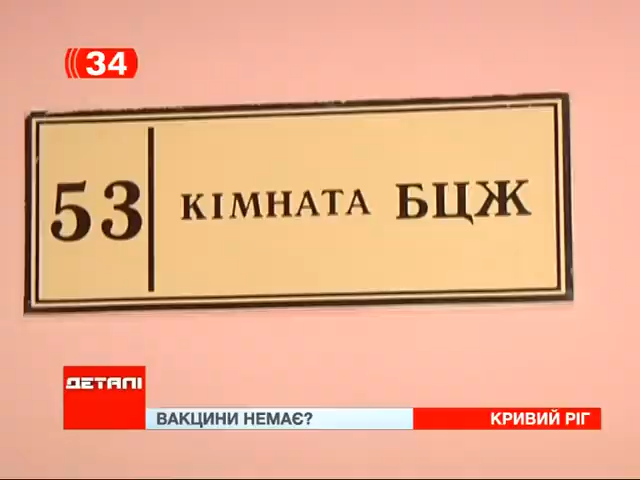 34
53 КІМНАТА БЦЖ
ДЕТАЛІ
ВАКЦИНИ НЕМАЄ?
КРИВИЙ РІГ